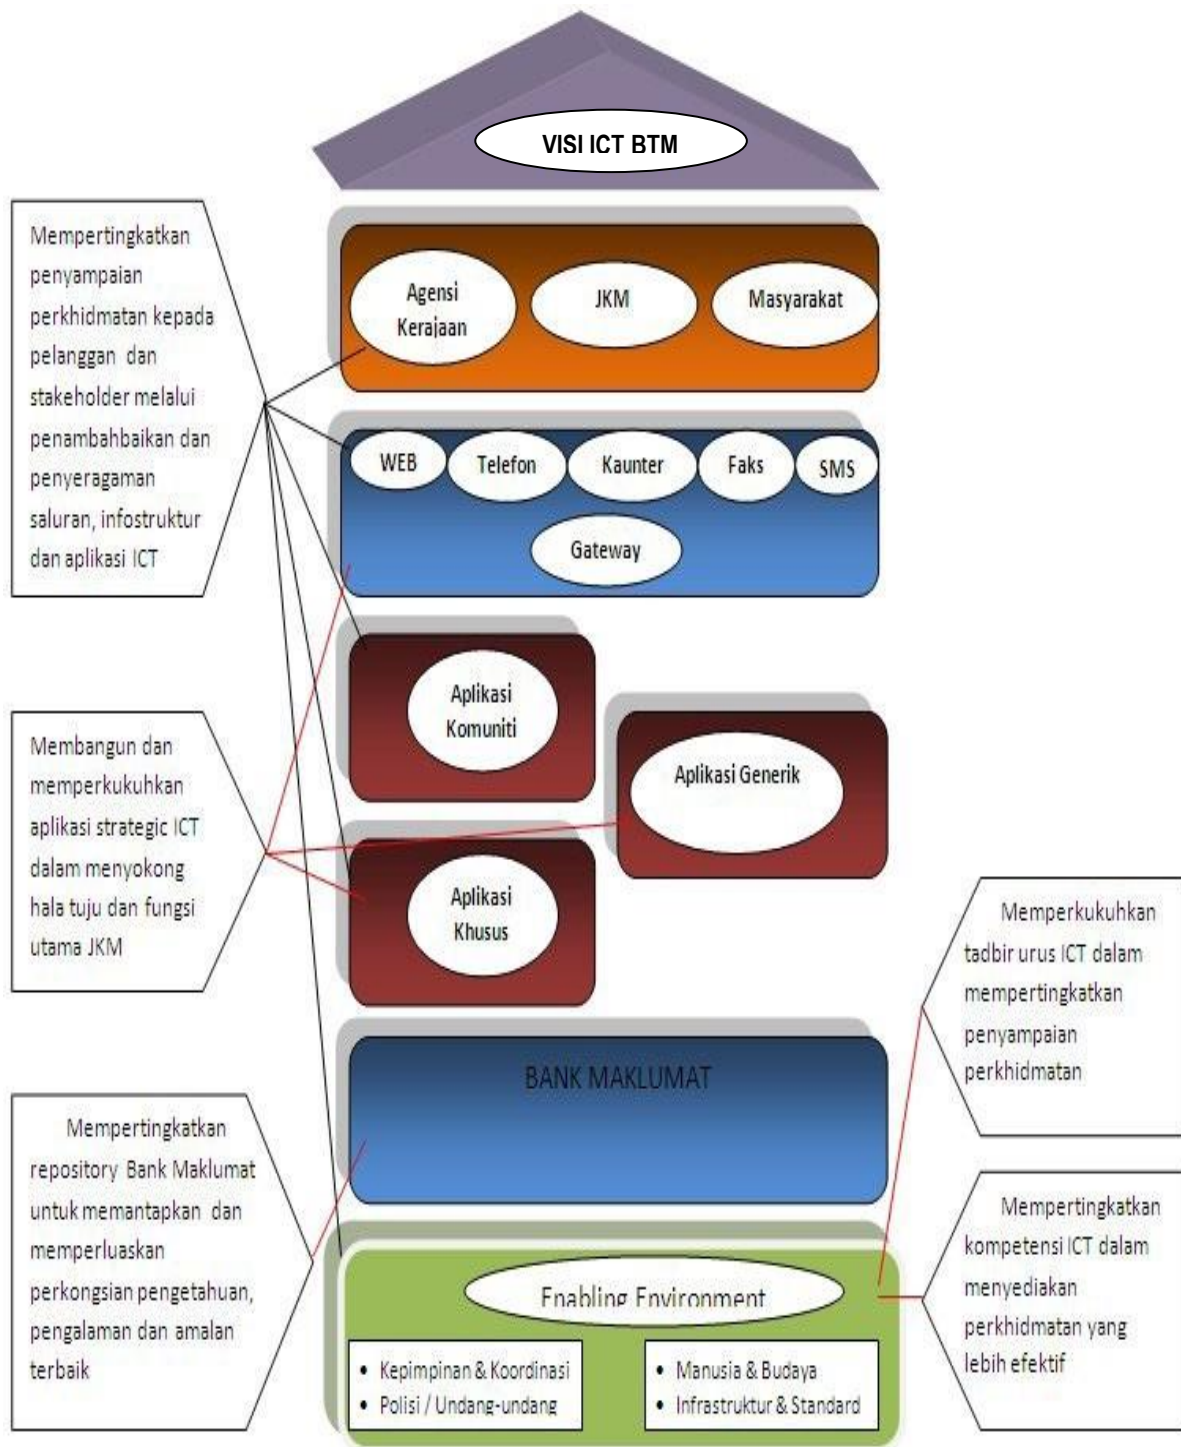 VISI ICT BTM
Agensi
Kerajaan
JKM
Masyarakat
Mempertingkatkan
penyampaian
perkhidmatan kepada
pelanggan dan
stakeholder melalui
penambahbaikan dan
penyeragaman
saluran, infostruktur
dan aplikasi ICT
WEB
Telefon
Kaunter
Faks
SMS
Gateway
Aplikasi
Komuniti
Aplikasi Generik
Membangun dan
memperkukuhkan
aplikasi strategic ICT
dalam menyokong
hala tuju dan fungsi
utama JKM
Aplikasi
Khusus
Memperkukuhkan
tadbir urus ICT dalam
mempertingkatkan
penyampaian
perkhidmatan
BANK MAKLUMAT
Mempertingkatkan
repository Bank Maklumat
untuk memantapkan dan
memperluaskan
perkongsian pengetahuan,
pengalaman dan amalan
terbaik
Mempertingkatkan
kompetensi ICT dalam
menyediakan
perkhidmatan yang
lebih efektif
Enabling Environment
• Kepimpinan & Koordinasi
• Polisi / Undang-undang
• Manusia & Budaya
• Infrastruktur & Standard